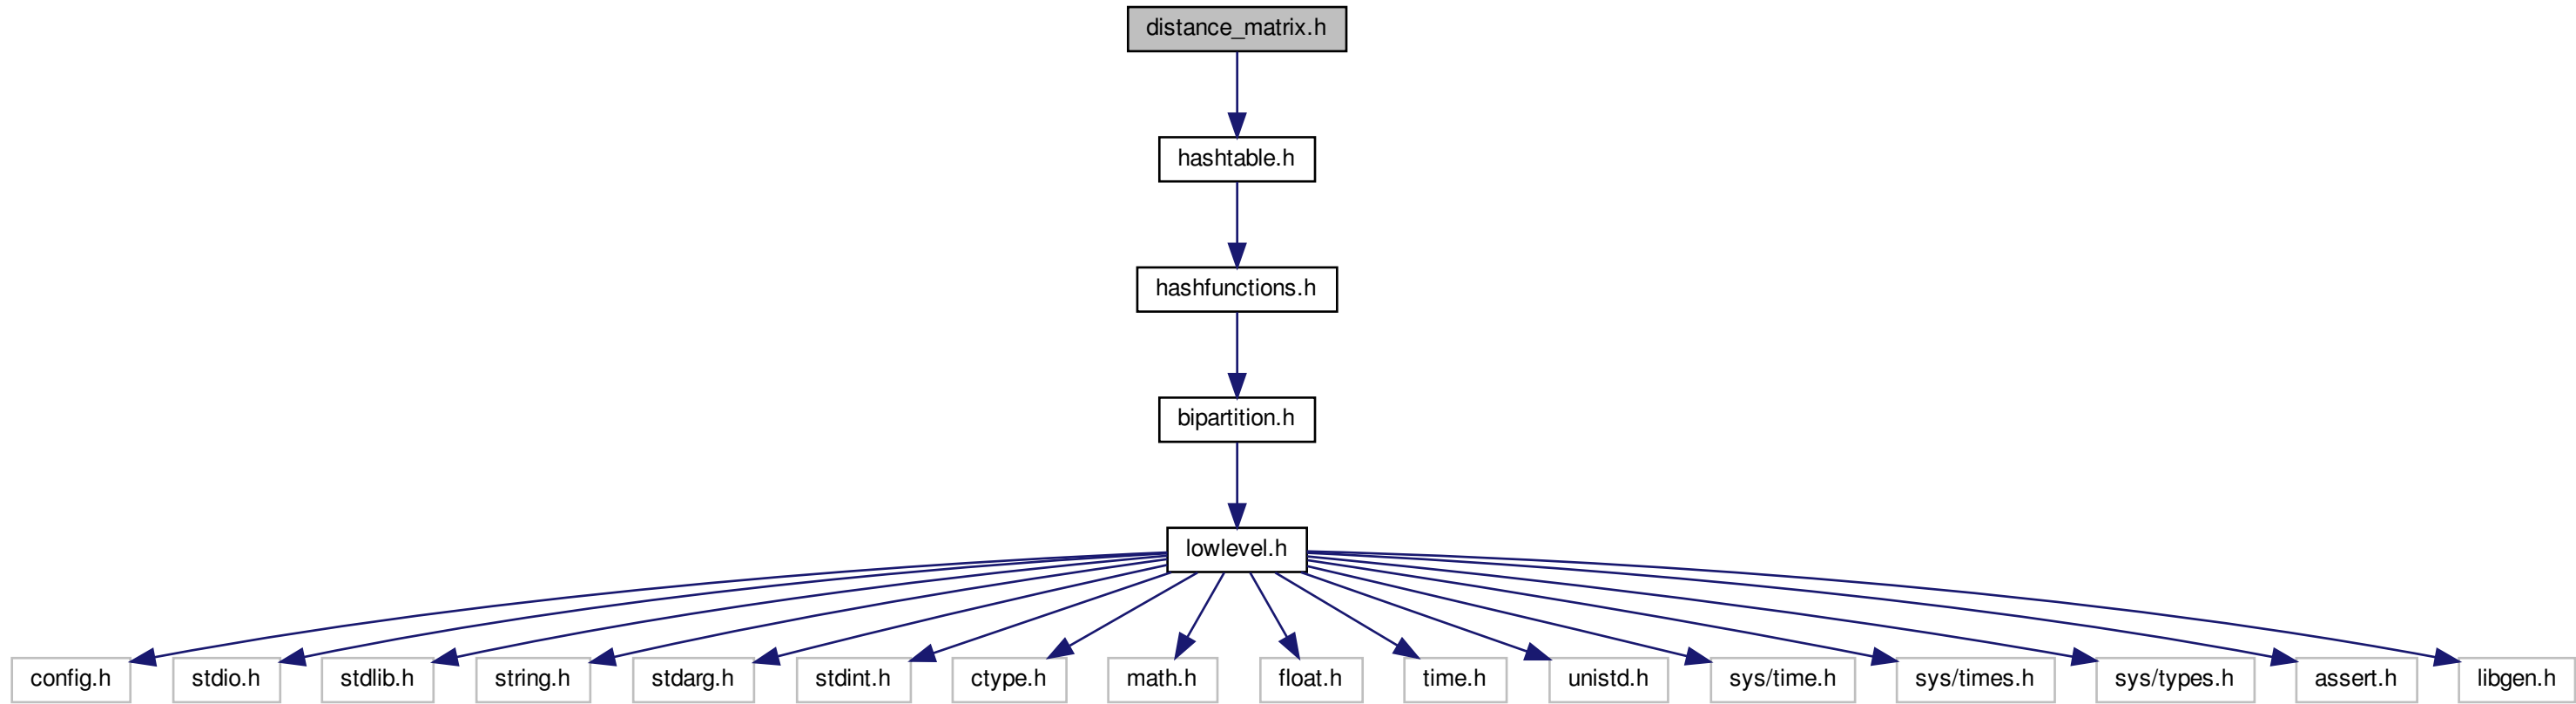 distance_matrix.h
hashtable.h
hashfunctions.h
bipartition.h
lowlevel.h
config.h stdio.h stdlib.h string.h stdarg.h stdint.h ctype.h math.h float.h time.h unistd.h sys/time.h sys/times.h sys/types.h assert.h libgen.h